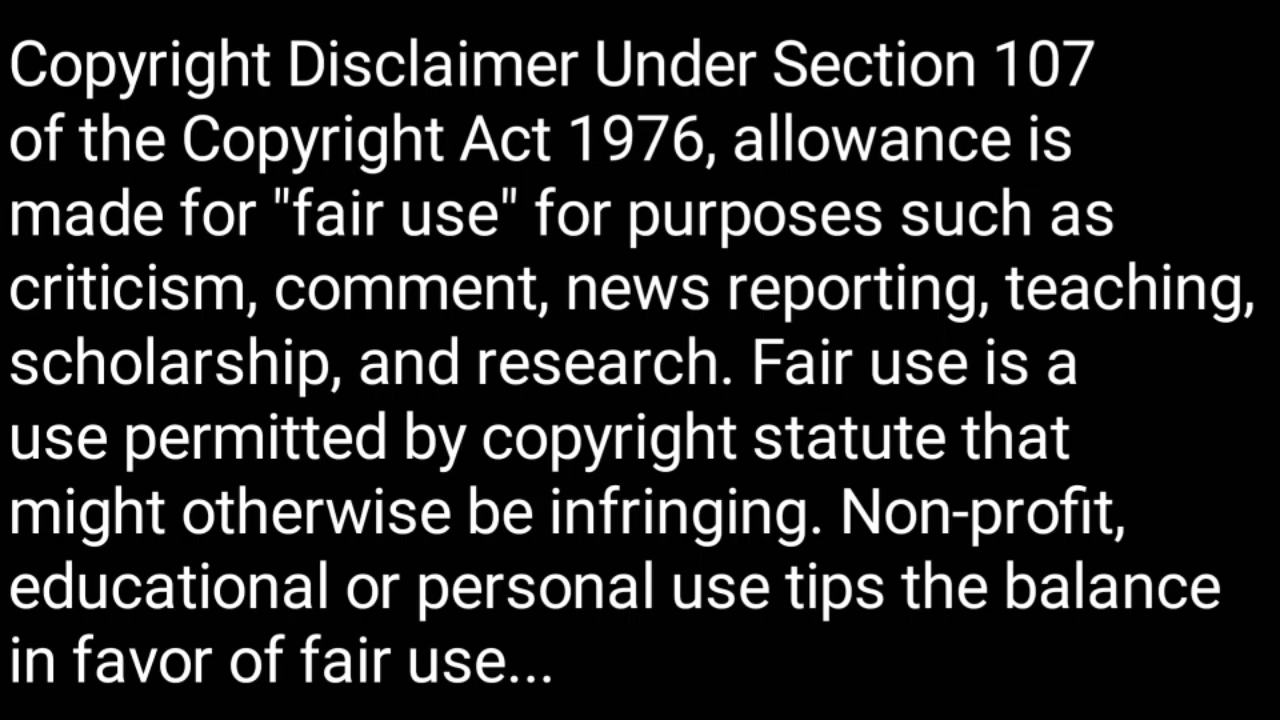 Copyright Disclaimer Under Section 107
of the Copyright Act 1976, allowance is
made for "fair use" for purposes such as
criticism, comment, news reporting, teaching,
scholarship, and research. Fair use is a
use permitted by copyright statute that
might otherwise be infringing. Non-profit,
educational or personal use tips the balance
in favor of fair use...